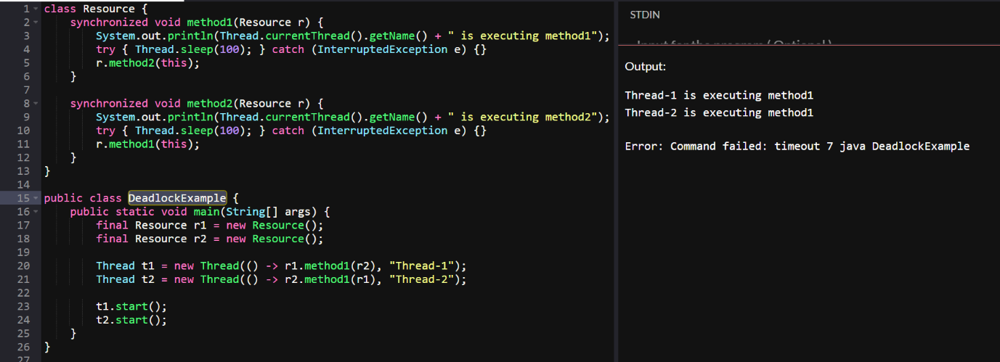 1 class Resource {
2 synchronized void method1(Resource r) {
3 System.out.println(Thread.currentThread().getName() + " is executing method1");
4 try { Thread.sleep(100); } catch (InterruptedException e) {}
5 r.method2(this);
6 }
7
8 synchronized void method2(Resource r) {
9 System.out.println(Thread.currentThread().getName() + " is executing method2");
10 try { Thread.sleep(100); } catch (InterruptedException e) {}
11 r.method1(this);
12 }
13 }
14
15 public class DeadlockExample {
16 public static void main(String[] args) {
17 final Resource r1 = new Resource();
18 final Resource r2 = new Resource();
19
20 Thread t1 = new Thread(() -> r1.method1(r2), "Thread-1");
21 Thread t2 = new Thread(() -> r2.method1(r1), "Thread-2");
22
23 t1.start();
24 t2.start();
25 }
26 }
27
STDIN
Input for the program ( Optional )
Output:
Thread-1 is executing method1
Thread-2 is executing method1
Error: Command failed: timeout 7 java DeadlockExample